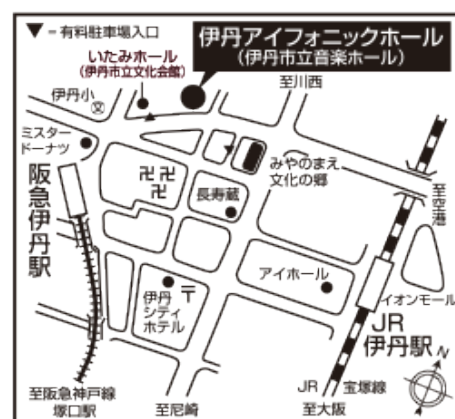 ▼=有料駐車場入口
伊丹アイフォニックホール
(伊丹市立音楽ホール)
いたみホール
(伊丹市立文化会館)
至川西
伊丹小
文
ミスター
ドーナツ
みやのまえ
文化の郷
卍卍
卍
長寿蔵
至空港
阪急伊丹駅
アイホール
伊丹
シティ
ホテル
〒
イオンモール
JR
伊丹駅
N
至阪急神戸線
塚口駅
至尼崎
JR 宝塚線
至大阪